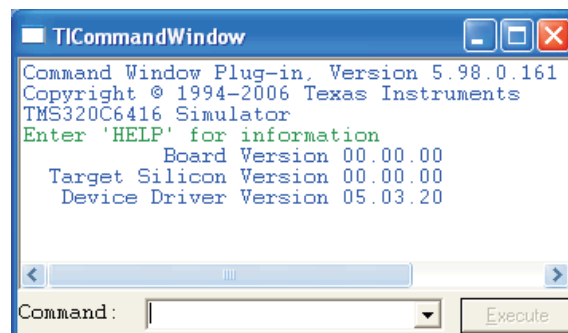 TICommandWindow
Command Window Plug-in, Version 5.98.0.161
Copyright © 1994-2006 Texas Instruments
TMS320C6416 Simulator
Enter 'HELP' for information
Board Version 00.00.00
Target Silicon Version 00.00.00
Device Driver Version 05.03.20
Command: Execute